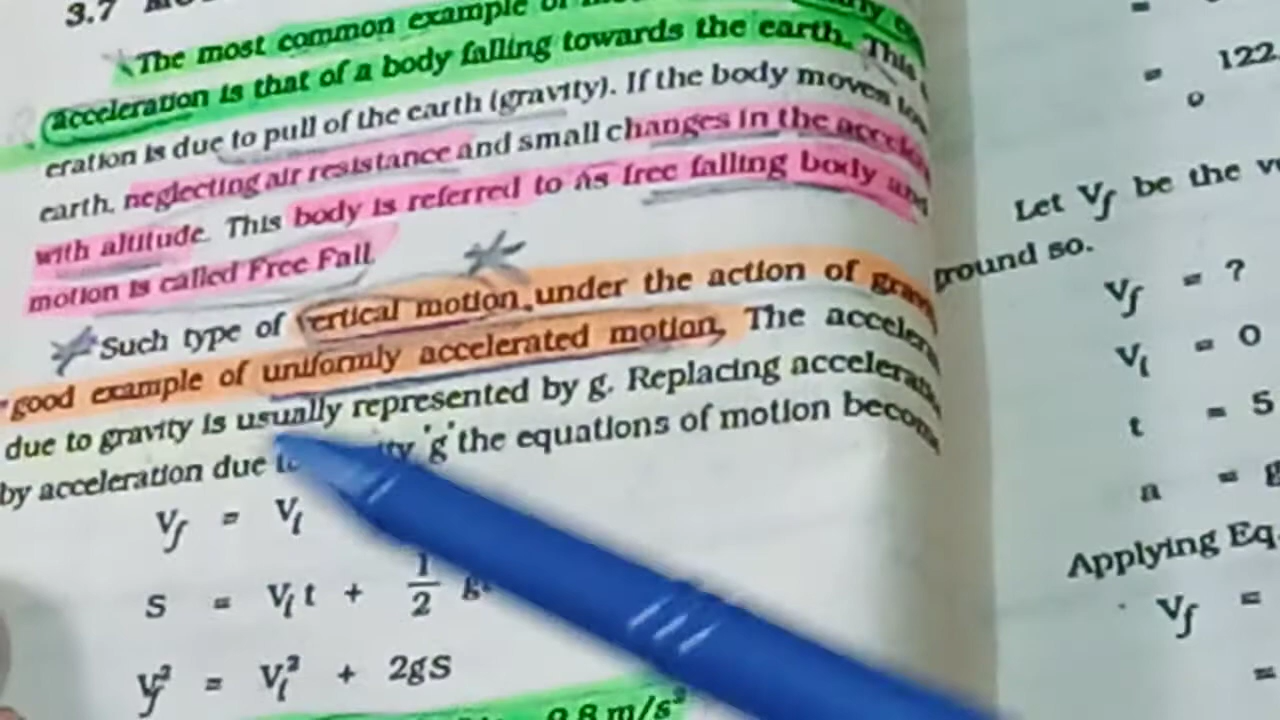 3.7
The most common example of
acceleration is that of a body falling towards the earth. This
eration is due to pull of the earth (gravity). If the body moves
earth, neglecting air resistance and small changes in the
with altitude. This body is referred to as free falling body and
motion is called Free Fall.
Such type of vertical motion under the action of
good example of uniformly accelerated motion, The
due to gravity is usually represented by g. Replacing
by acceleration due 'g' the equations of motion
Vf = Vi
S = Vi t + 1/2
Vf² = Vi² + 2gS
9.8 m/s²
=
= 122
o
Let Vf be the
ground so.
Vf = ?
Vi = 0
t = 5
a = g
Applying Eq.
Vf =
=